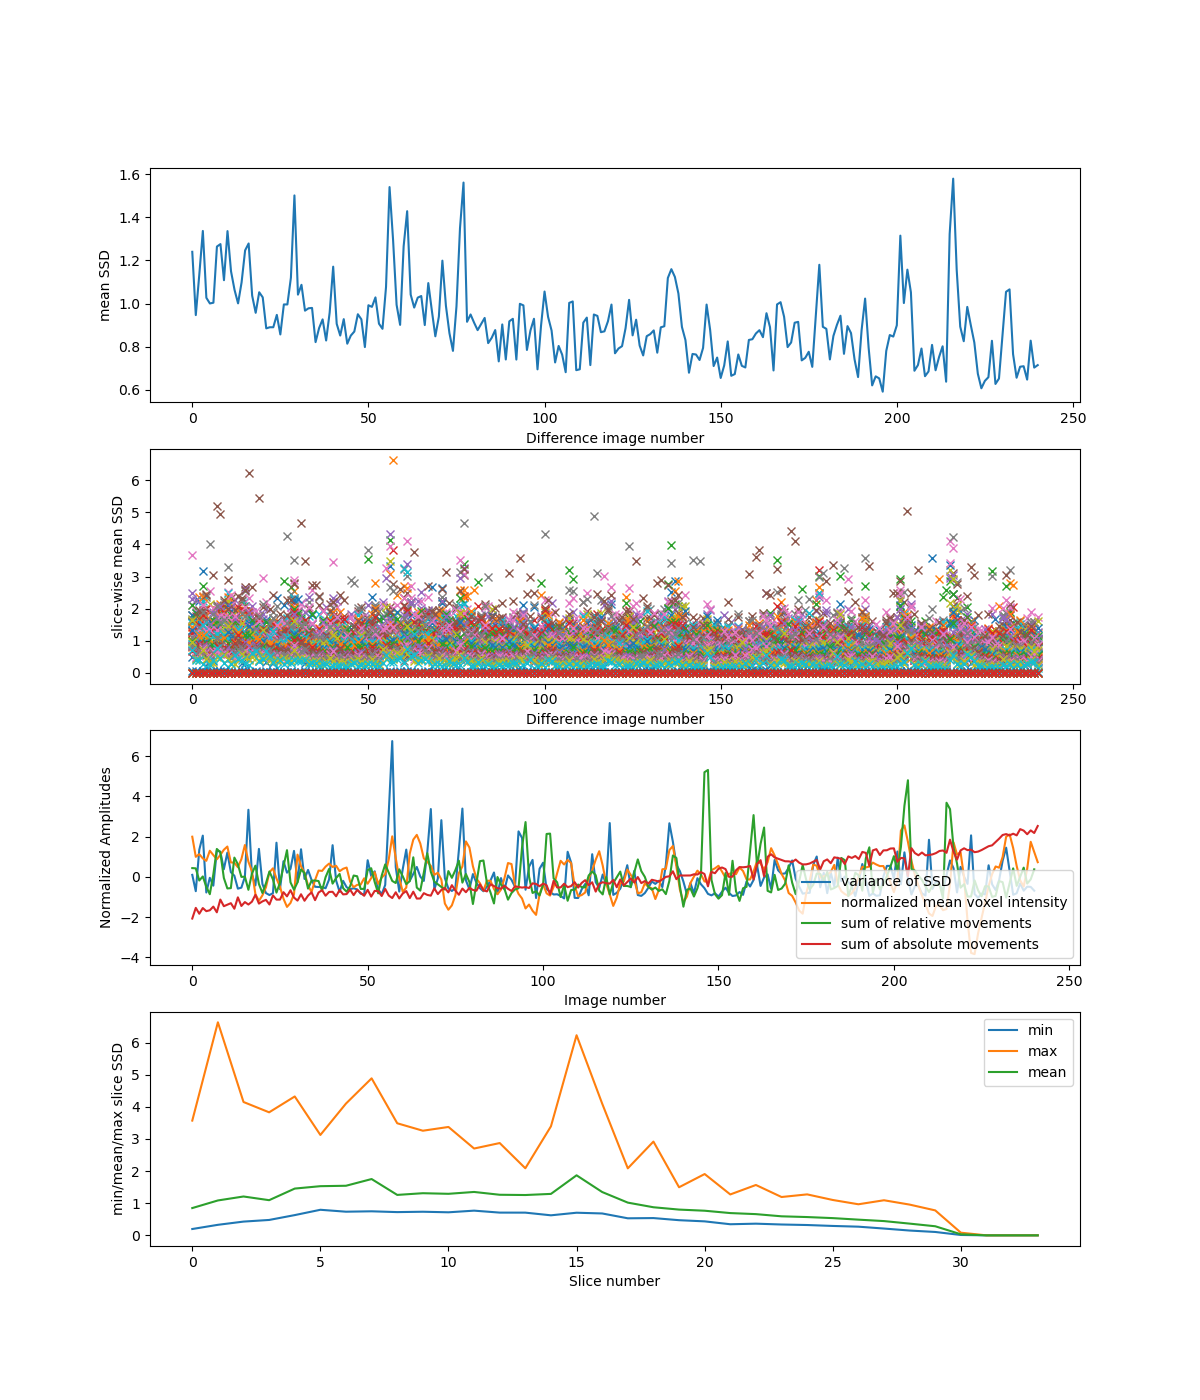 mean SSD
1.6
1.4
1.2
1.0
0.8
0.6
0 50 100 150 200 250
Difference image number
slice-wise mean SSD
6
5
4
3
2
1
0
0 50 100 150 200 250
Difference image number
Normalized Amplitudes
6
4
2
0
−2
−4
variance of SSD
normalized mean voxel intensity
sum of relative movements
sum of absolute movements
0 50 100 150 200 250
Image number
min/mean/max slice SSD
6
5
4
3
2
1
0
min
max
mean
0 5 10 15 20 25 30
Slice number